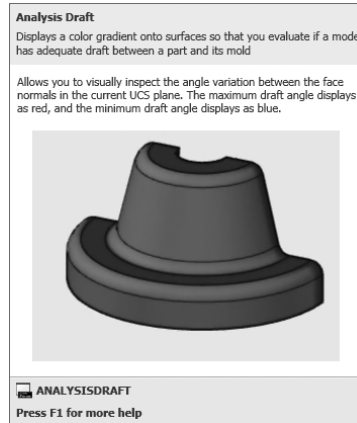 Analysis Draft
Displays a color gradient onto surfaces so that you evaluate if a mode
has adequate draft between a part and its mold
Allows you to visually inspect the angle variation between the face
normals in the current UCS plane. The maximum draft angle displays
as red, and the minimum draft angle displays as blue.
ANALYSISDRAFT
Press F1 for more help